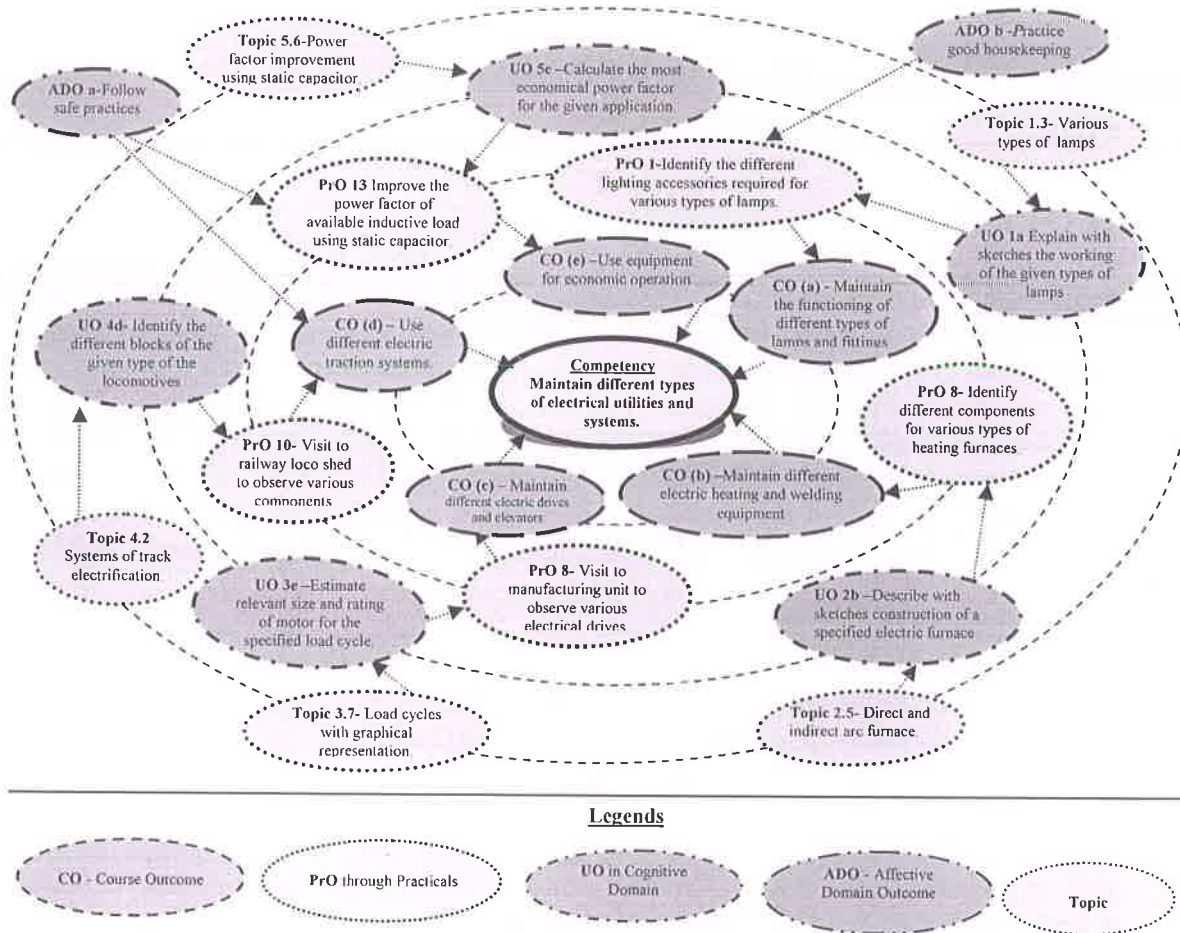 Topic 5.6-Power
factor improvement
using static capacitor
ADO b -Practice
good housekeeping
ADO a-Follow
safe practices
UO 5e –Calculate the most
economical power factor
for the given application.
Topic 1.3- Various
types of lamps
PrO 1-Identify the different
lighting accessories required for
various types of lamps.
PrO 13 Improve the
power factor of
available inductive load
using static capacitor
UO 1a Explain with
sketches the working
of the given types of
lamps
CO (e) – Use equipment
for economic operation
CO (a) - Maintain
the functioning of
different types of
lamps and fittings
UO 4d- Identify the
different blocks of the
given type of the
locomotives
CO (d) – Use
different electric
traction systems.
Competency
Maintain different types
of electrical utilities and
systems.
PrO 8- Identify
different components
for various types of
heating furnaces
PrO 10- Visit to
railway loco shed
to observe various
components
CO (c) – Maintain
different electric drives
and elevators
CO (b) –Maintain different
electric heating and welding
equipment
Topic 4.2
Systems of track
electrification
UO 3e –Estimate
relevant size and rating
of motor for the
specified load cycle.
PrO 8- Visit to
manufacturing unit to
observe various
electrical drives
UO 2b –Describe with
sketches construction of a
specified electric furnace
Topic 3.7- Load cycles
with graphical
representation
Topic 2.5- Direct and
indirect arc furnace
Legends
CO - Course Outcome
PrO through Practicals
UO in Cognitive
Domain
ADO - Affective
Domain Outcome
Topic